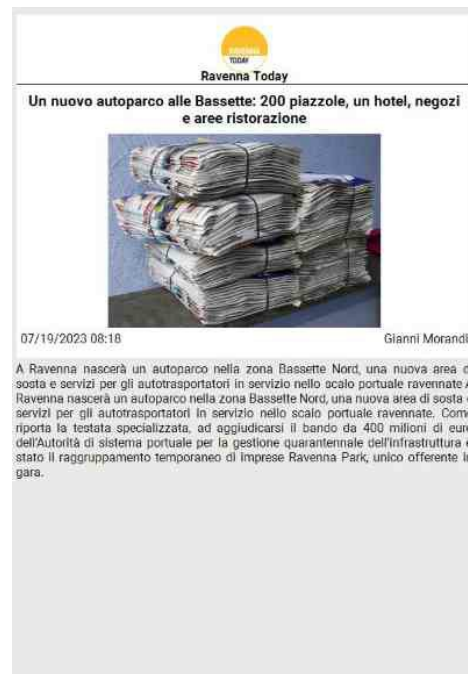 RAVENNA
TODAY
Ravenna Today
Un nuovo autoparco alle Bassette: 200 piazzole, un hotel, negozi
e aree ristorazione
07/19/2023 08:18
Gianni Morandi
A Ravenna nascerà un autoparco nella zona Bassette Nord, una nuova area d
sosta e servizi per gli autotrasportatori in servizio nello scalo portuale ravennate A
Ravenna nascerà un autoparco nella zona Bassette Nord, una nuova area di sosta e
servizi per gli autotrasportatori in servizio nello scalo portuale ravennate. Come
riporta la testata specializzata, ad aggiudicarsi il bando da 400 milioni di euro
dell'Autorità di sistema portuale per la gestione quarantennale dell'infrastruttura è
stato il raggruppamento temporaneo di imprese Ravenna Park, unico offerente in
gara.